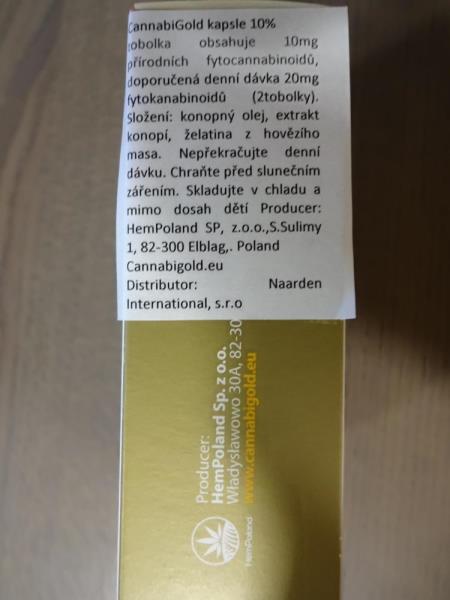 CannabiGold kapsle 10%
tobolka obsahuje 10mg
přírodních fytocannabinoidů,
doporučená denní dávka 20mg
fytokanabinoidů (2tobolky).
Složení: konopný olej, extrakt
konopí, želatina z hovězího
masa. Nepřekračujte denní
dávku. Chraňte před slunečním
zářením. Skladujte v chladu a
mimo dosah dětí Producer:
HemPoland SP, z.o.o.,S.Sulimy
1, 82-300 Elblag,. Poland
Cannabigold.eu
Distributor: Naarden
International, s.r.o
Producer:
HemPoland Sp. z o.o.
Władysławowo 30A, 82-30
www.cannabigold.eu
HemPoland